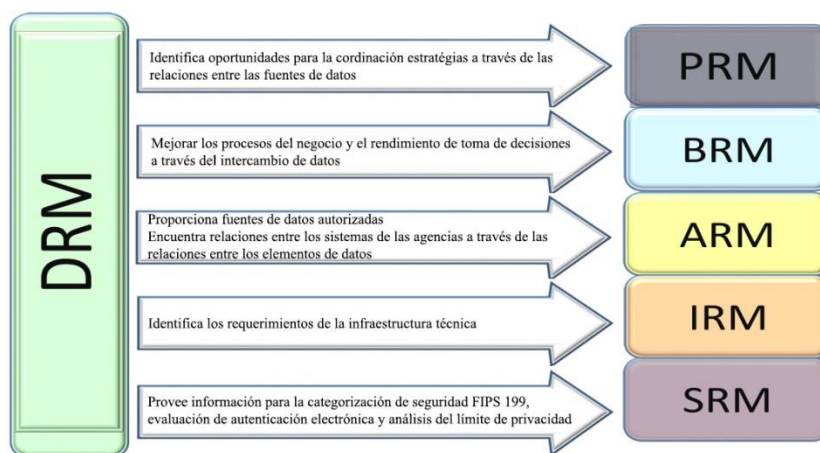 DRM
Identifica oportunidades para la cordinación estratégias a través de las
relaciones entre las fuentes de datos
PRM
Mejorar los procesos del negocio y el rendimiento de toma de decisiones
a través del intercambio de datos
BRM
Proporciona fuentes de datos autorizadas
Encuentra relaciones entre los sistemas de las agencias a través de las
relaciones entre los elementos de datos
ARM
Identifica los requerimientos de la infraestructura técnica
IRM
Provee información para la categorización de seguridad FIPS 199,
evaluación de autenticación electrónica y análisis del límite de privacidad
SRM